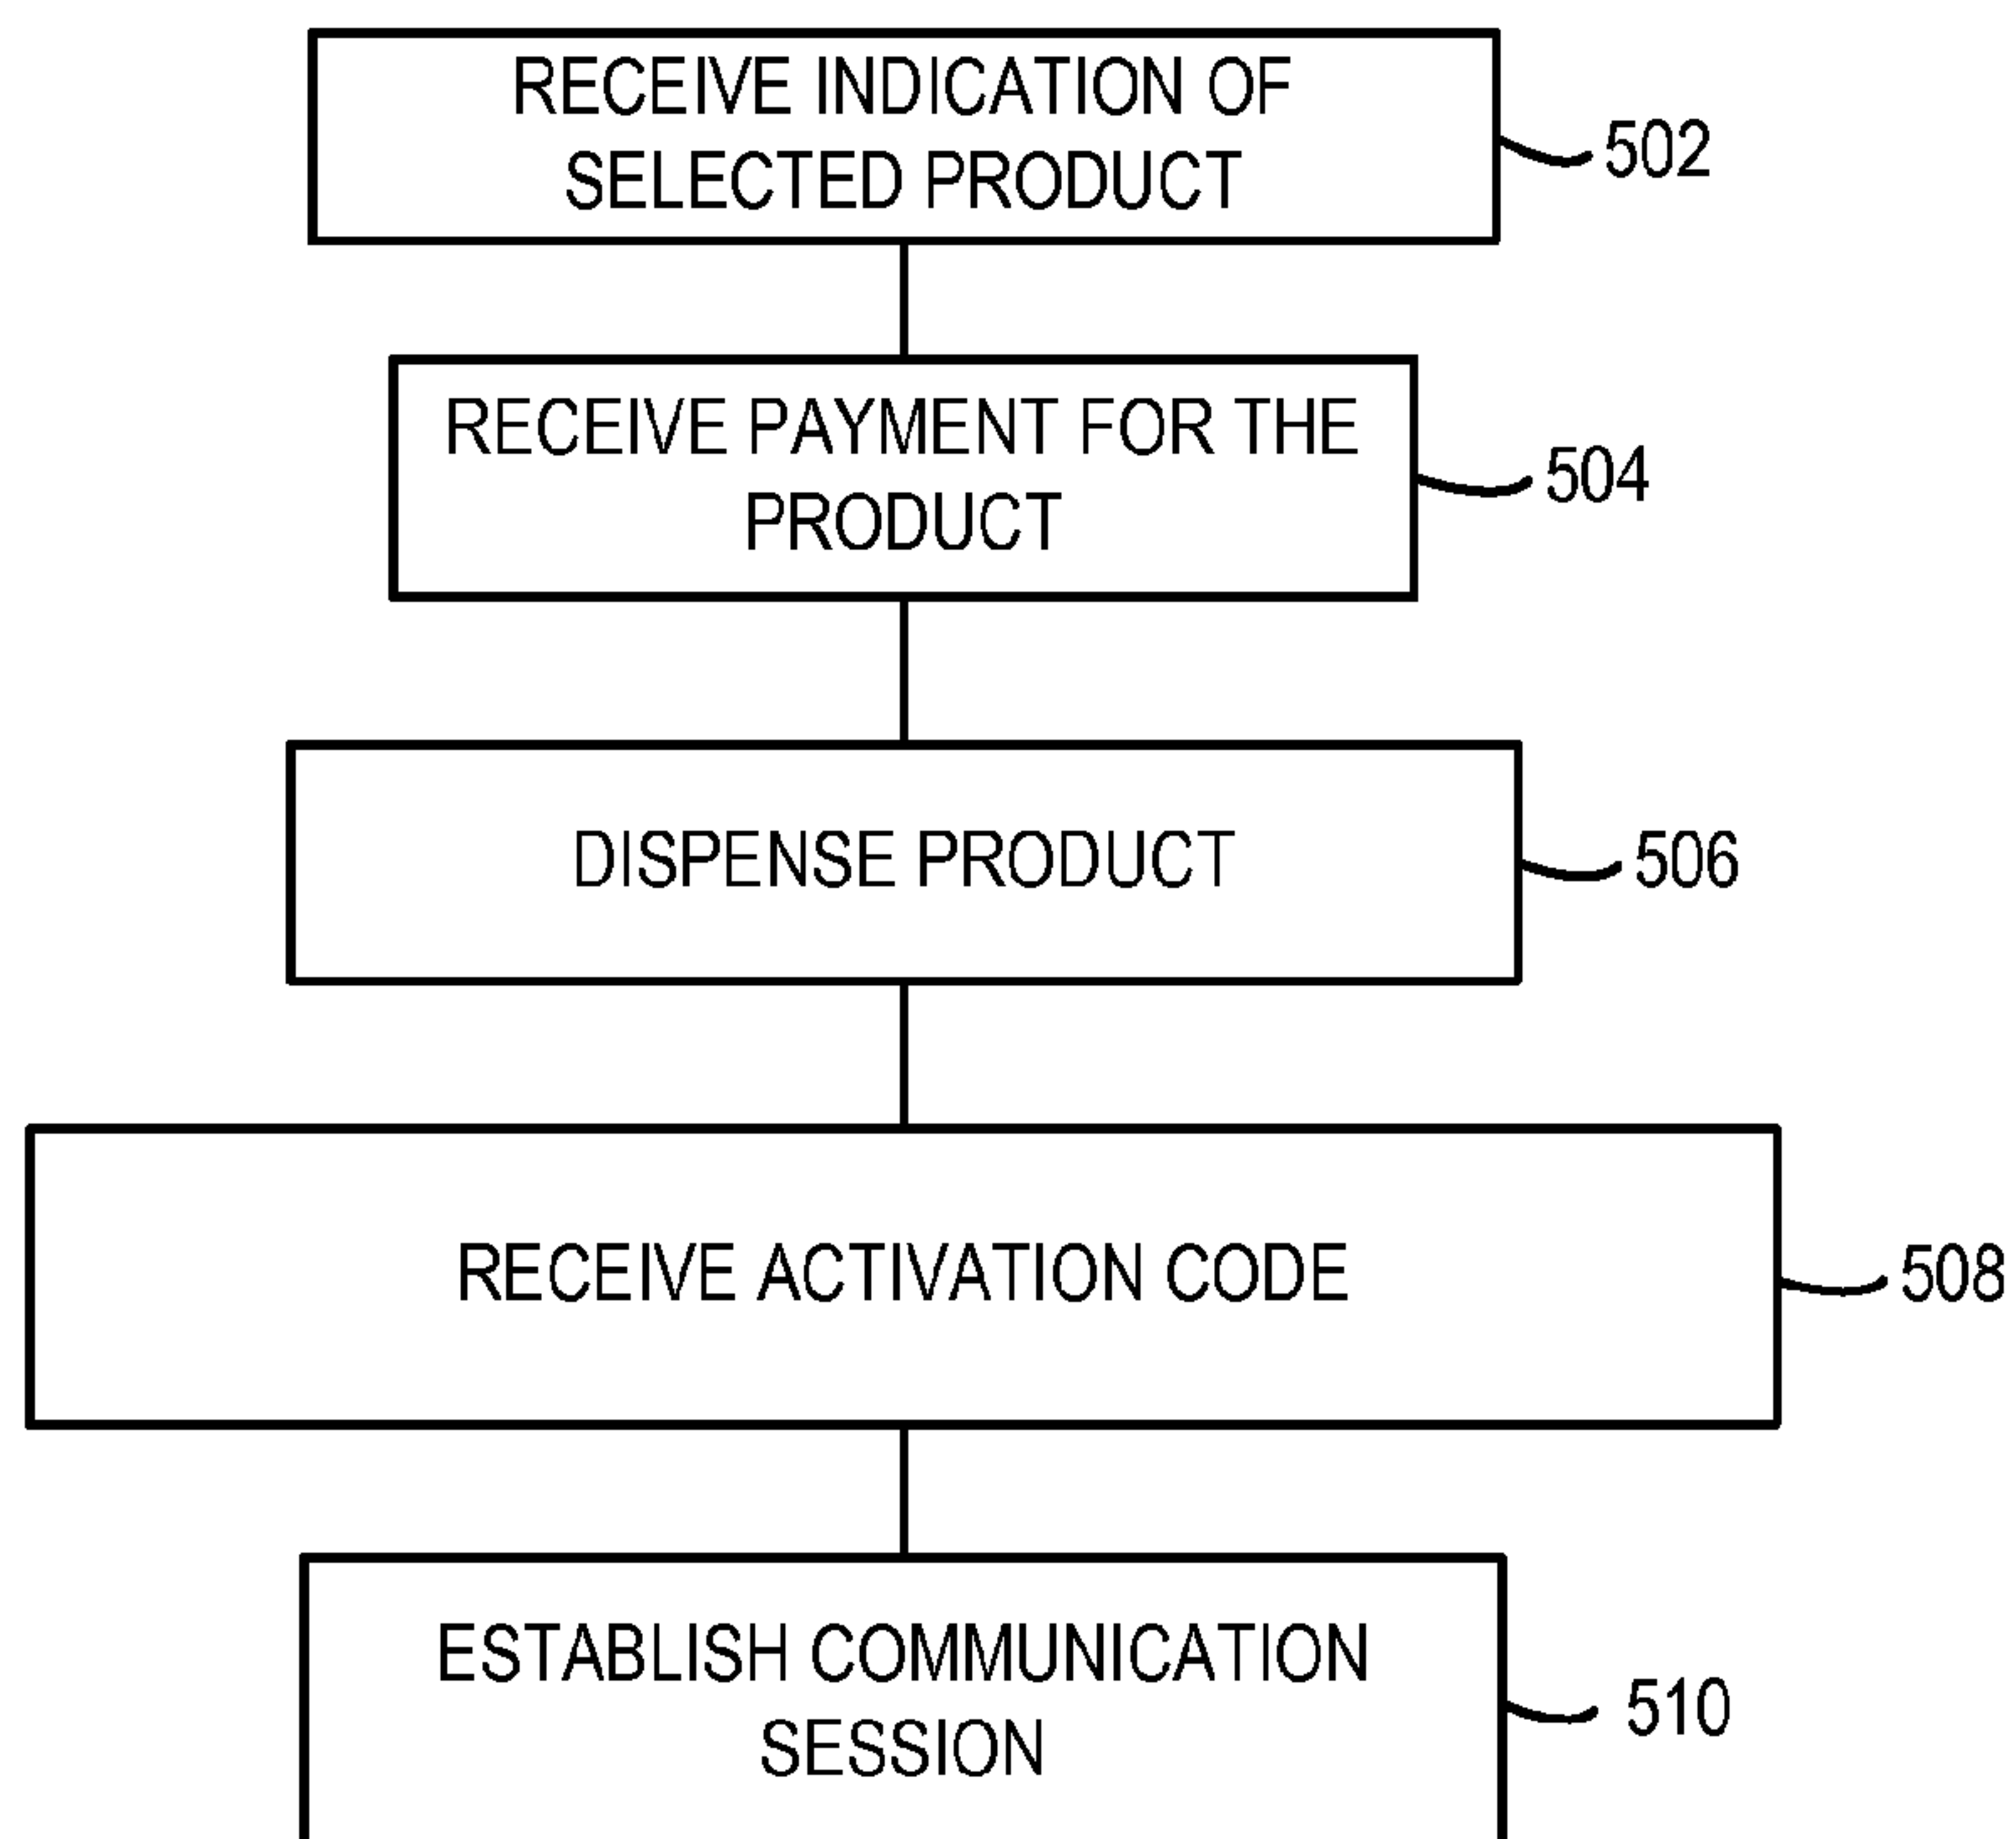 RECEIVE INDICATION OF
SELECTED PRODUCT
502
RECEIVE PAYMENT FOR THE
PRODUCT
504
DISPENSE PRODUCT
506
RECEIVE ACTIVATION CODE
508
ESTABLISH COMMUNICATION
SESSION
510